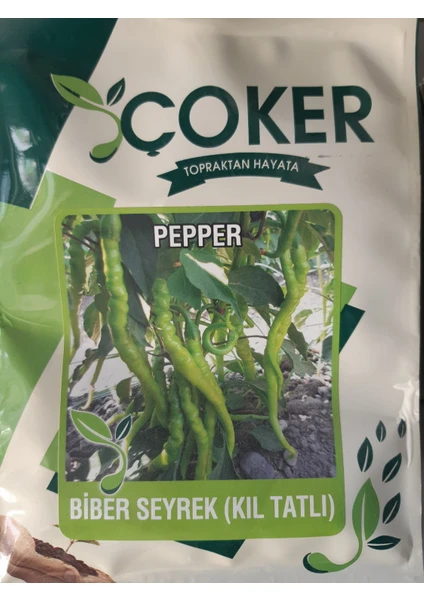 ÇOKER
TOPRAKTAN HAYATA
PEPPER
BİBER SEYREK (KIL TATLI)